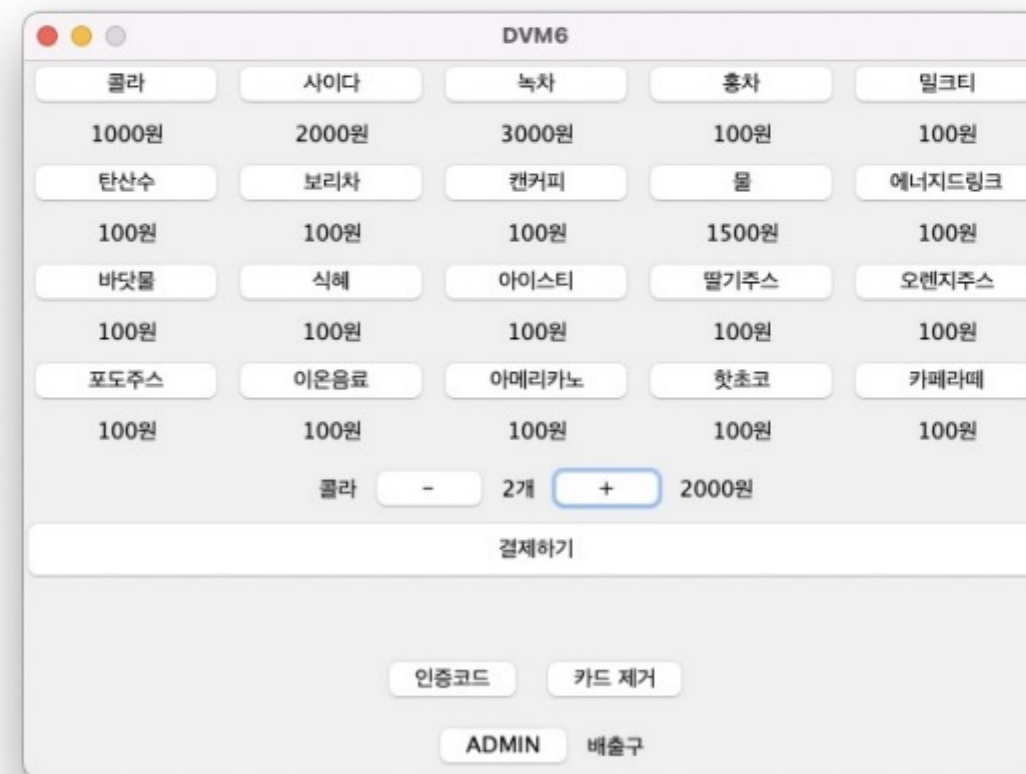 DVM6
콜라 사이다 녹차 홍차 밀크티
1000원 2000원 3000원 100원 100원
탄산수 보리차 캔커피 물 에너지드링크
100원 100원 100원 1500원 100원
바닷물 식혜 아이스티 딸기주스 오렌지주스
100원 100원 100원 100원 100원
포도주스 이온음료 아메리카노 핫초코 카페라떼
100원 100원 100원 100원 100원
콜라 - 2개 + 2000원
결제하기
인증코드 카드 제거
ADMIN 배출구